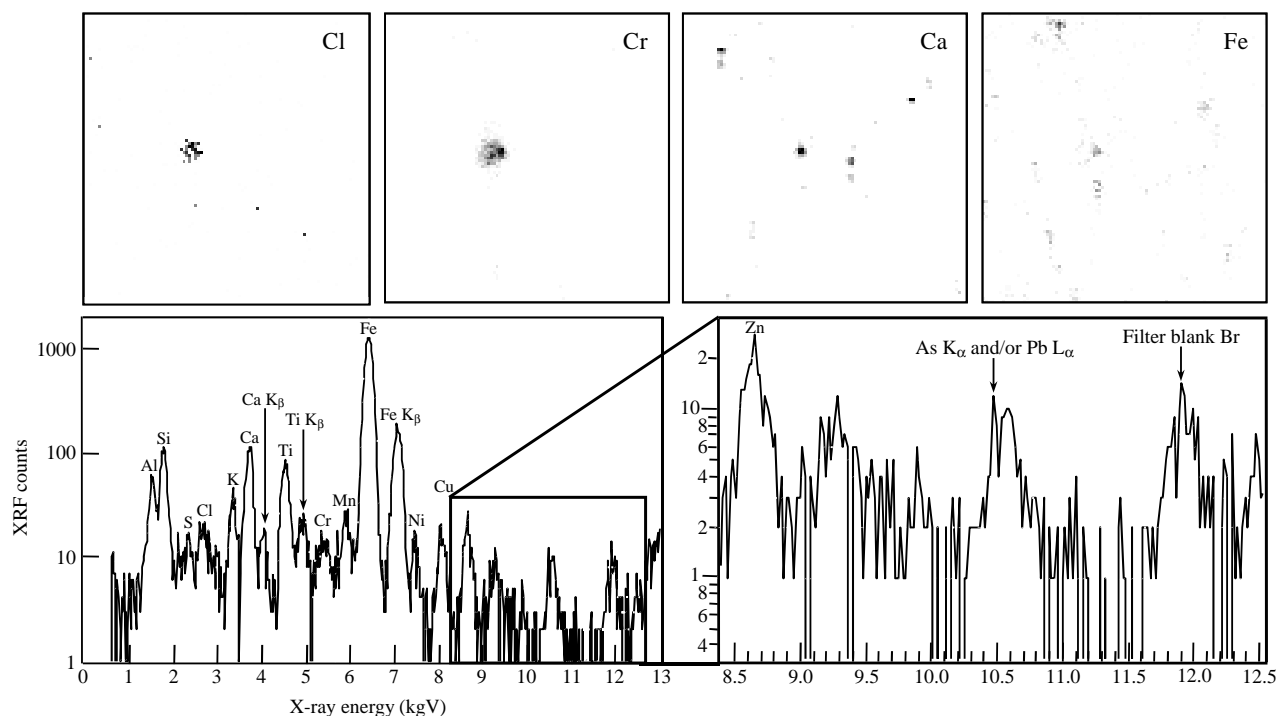 Cl
Cr
Ca
Fe
XRF counts
1000
100
10
1
Al
Si
S
Cl
K
Ca
Ca Kβ
Ti
Ti Kβ
Cr
Mn
Fe
Fe Kβ
Ni
Cu
0 1 2 3 4 5 6 7 8 9 10 11 12 13
X-ray energy (kgV)
Zn
As Kα and/or Pb Lα
Filter blank Br
2
10
8
6
4
2
1
8
6
4
8.5 9.0 9.5 10.0 10.5 11.0 11.5 12.0 12.5